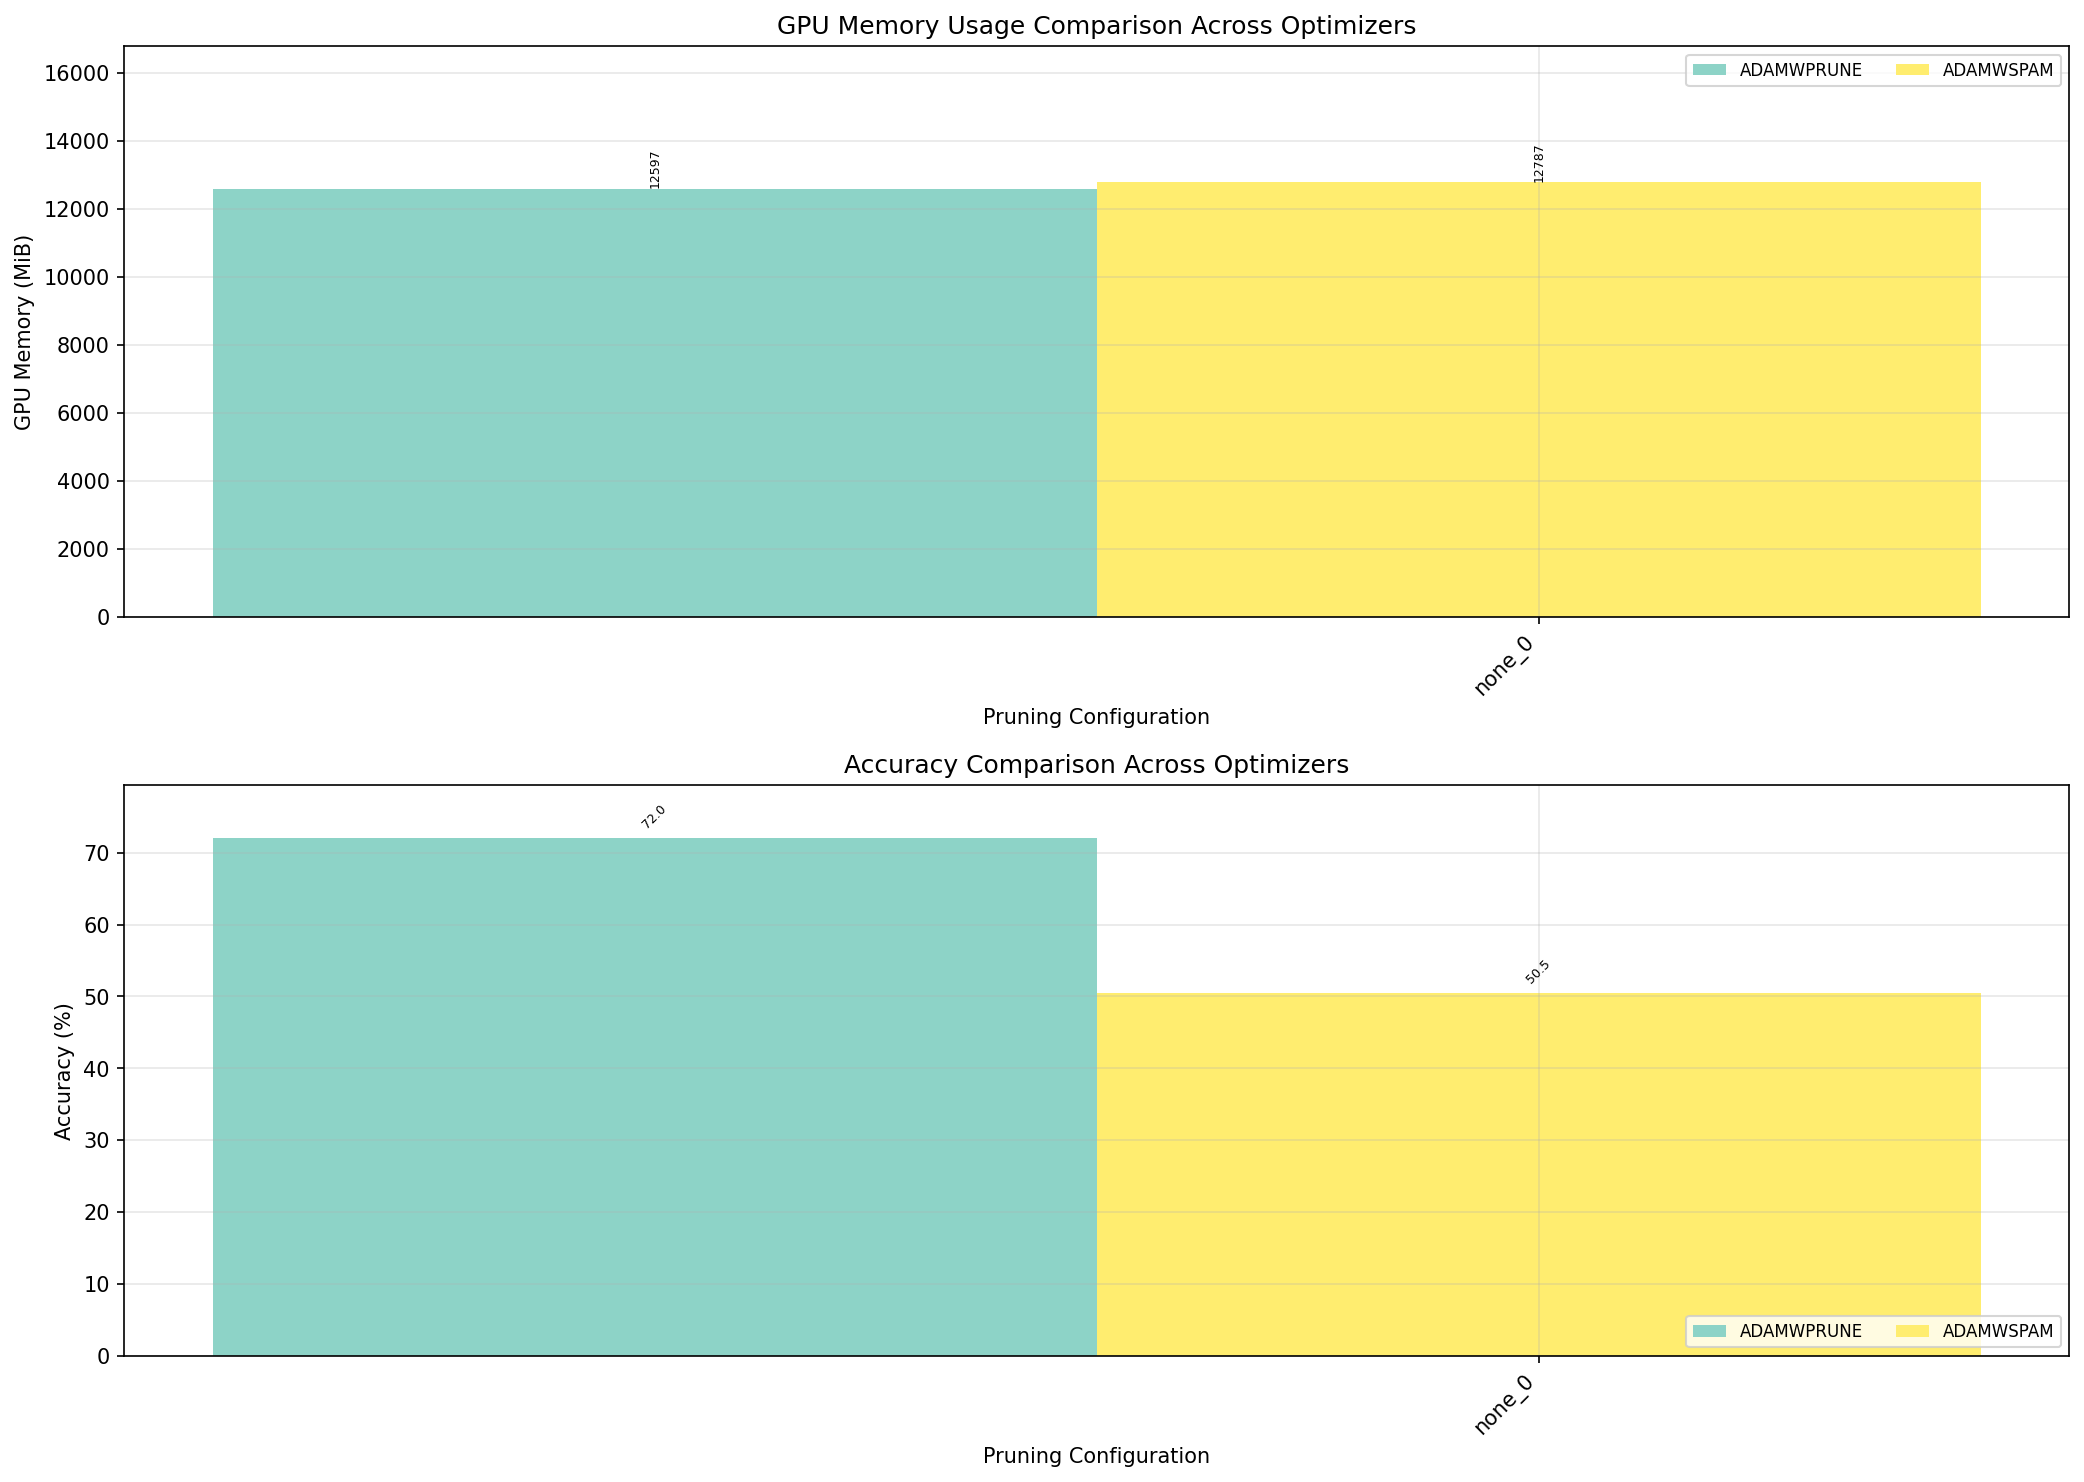 GPU Memory Usage Comparison Across Optimizers
ADAMWPRUNE ADAMWSPAM
16000
14000
12000
10000
8000
6000
4000
2000
0
GPU Memory (MiB)
12597
12787
none_0
Pruning Configuration
Accuracy Comparison Across Optimizers
70
60
50
40
30
20
10
0
Accuracy (%)
72.0
50.5
ADAMWPRUNE ADAMWSPAM
none_0
Pruning Configuration